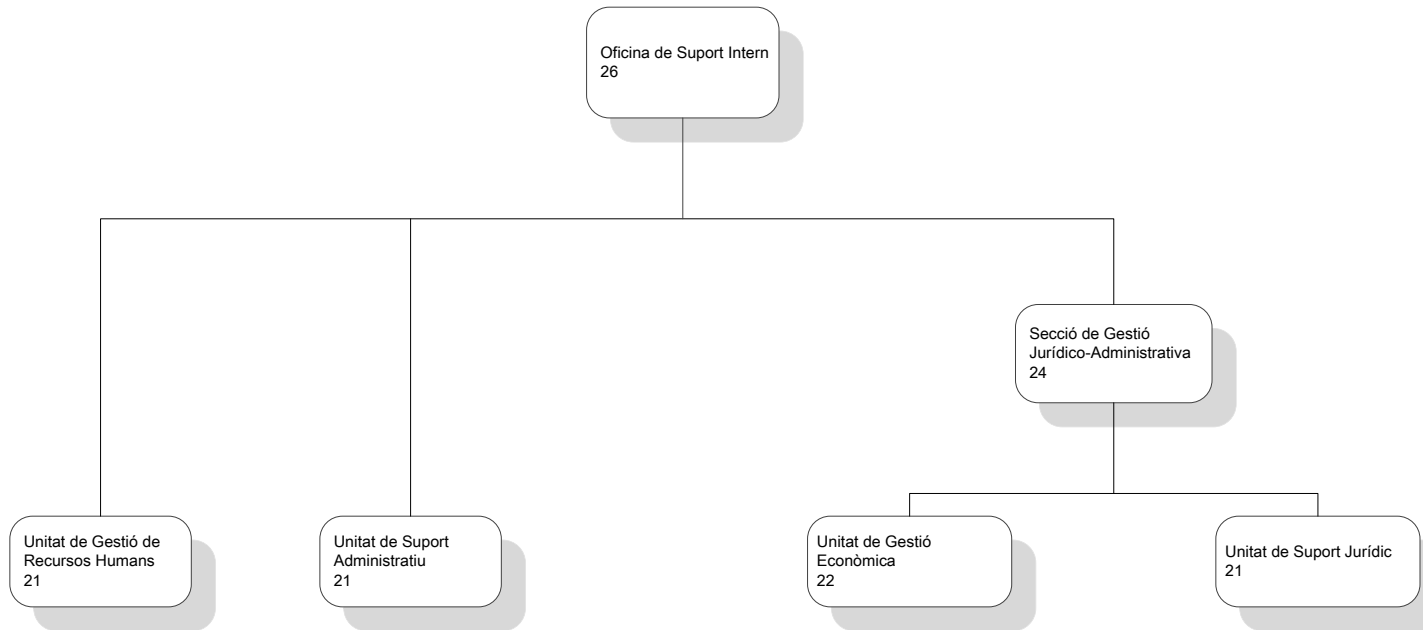 Oficina de Suport Intern
26
Secció de Gestió
Jurídico-Administrativa
24
Unitat de Gestió de
Recursos Humans
21
Unitat de Suport
Administratiu
21
Unitat de Gestió
Econòmica
22
Unitat de Suport Jurídic
21